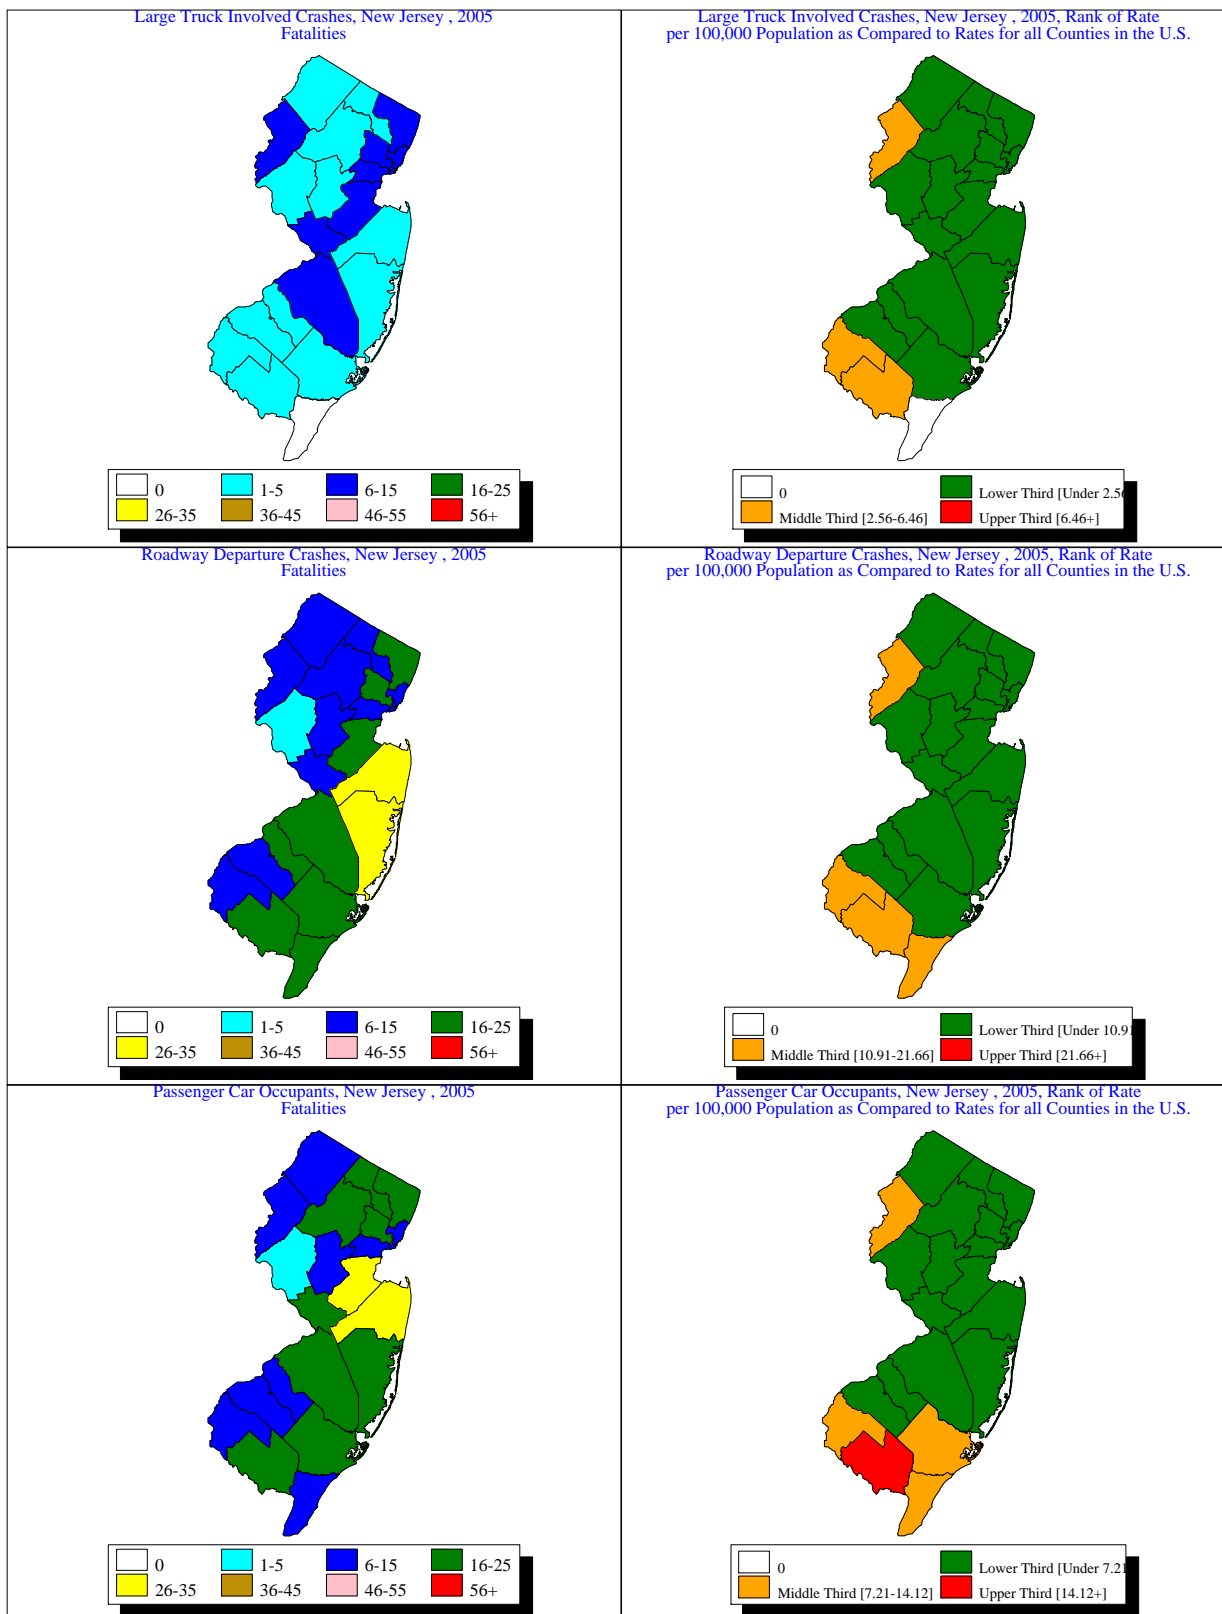 Large Truck Involved Crashes, New Jersey , 2005
Fatalities
0
1-5
6-15
16-25
26-35
36-45
46-55
56+
Large Truck Involved Crashes, New Jersey , 2005, Rank of Rate
per 100,000 Population as Compared to Rates for all Counties in the U.S.
0
Lower Third [Under 2.56
Middle Third [2.56-6.46]
Upper Third [6.46+]
Roadway Departure Crashes, New Jersey , 2005
Fatalities
0
1-5
6-15
16-25
26-35
36-45
46-55
56+
Roadway Departure Crashes, New Jersey , 2005, Rank of Rate
per 100,000 Population as Compared to Rates for all Counties in the U.S.
0
Lower Third [Under 10.91
Middle Third [10.91-21.66]
Upper Third [21.66+]
Passenger Car Occupants, New Jersey , 2005
Fatalities
0
1-5
6-15
16-25
26-35
36-45
46-55
56+
Passenger Car Occupants, New Jersey , 2005, Rank of Rate
per 100,000 Population as Compared to Rates for all Counties in the U.S.
0
Lower Third [Under 7.21
Middle Third [7.21-14.12]
Upper Third [14.12+]